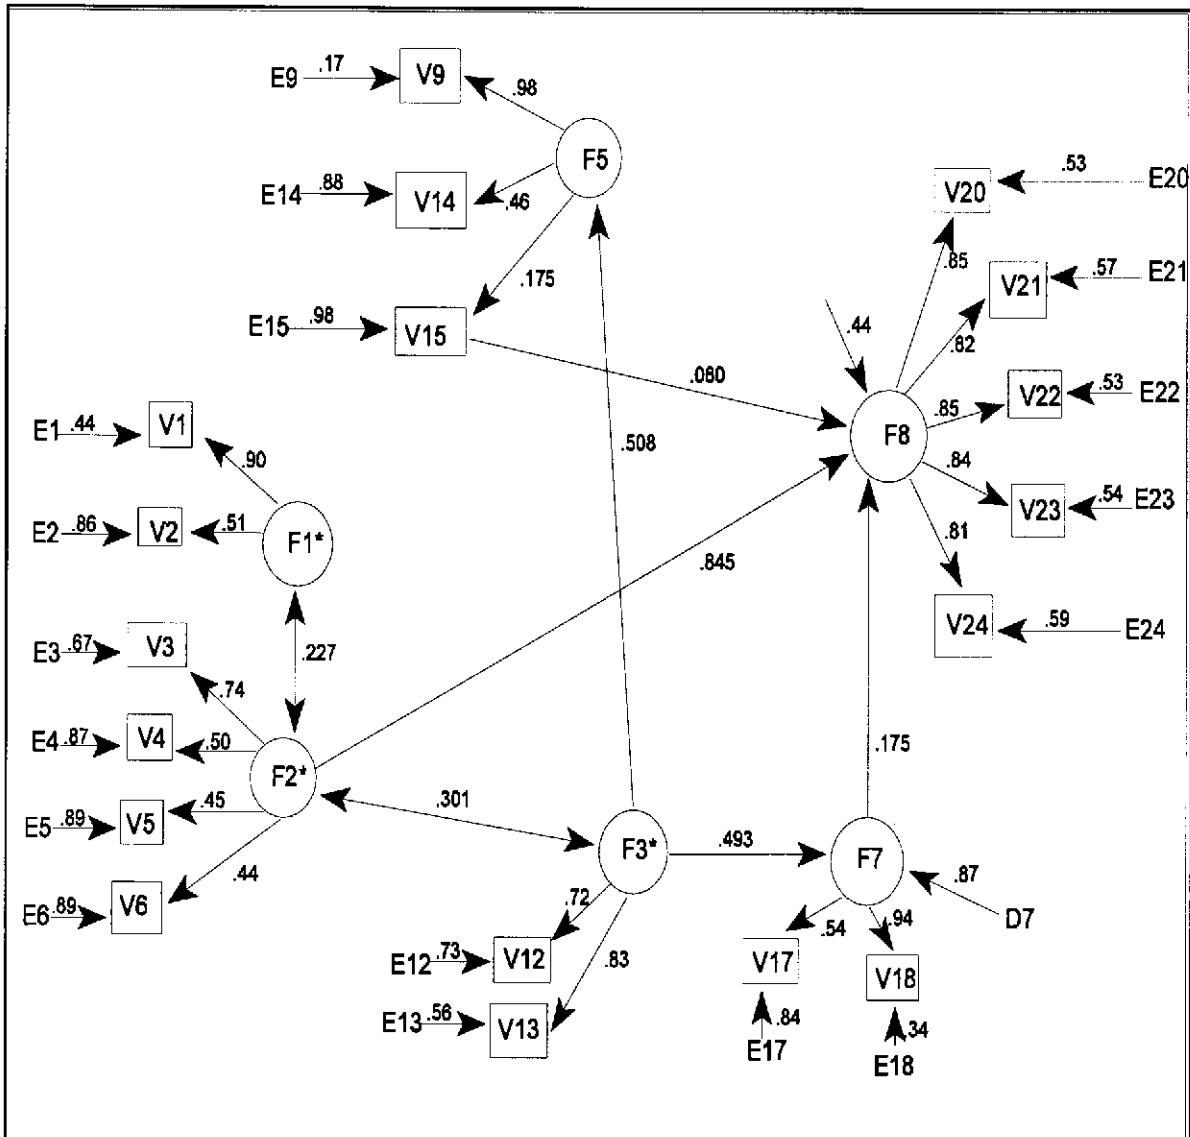 E9 .17 V9
.98
F5
E14 .88 V14
.46
.175
E15 .98 V15
.080
.508
V20 .53 E20
.85
V21 .57 E21
.82
.44
V22 .53 E22
.85
F8
.84
V23 .54 E23
.81
V24 .59 E24
E1 .44 V1
.90
E2 .86 V2 .51 F1*
.227
.845
E3 .67 V3
.74
E4 .87 V4 .50 F2*
E5 .89 V5 .45
.44
E6 .89 V6
.301
F3* .493 F7
.175
.87
D7
.72
.83
E12 .73 V12
E13 .56 V13
.54 .94
V17 V18
.84 .34
E17 E18